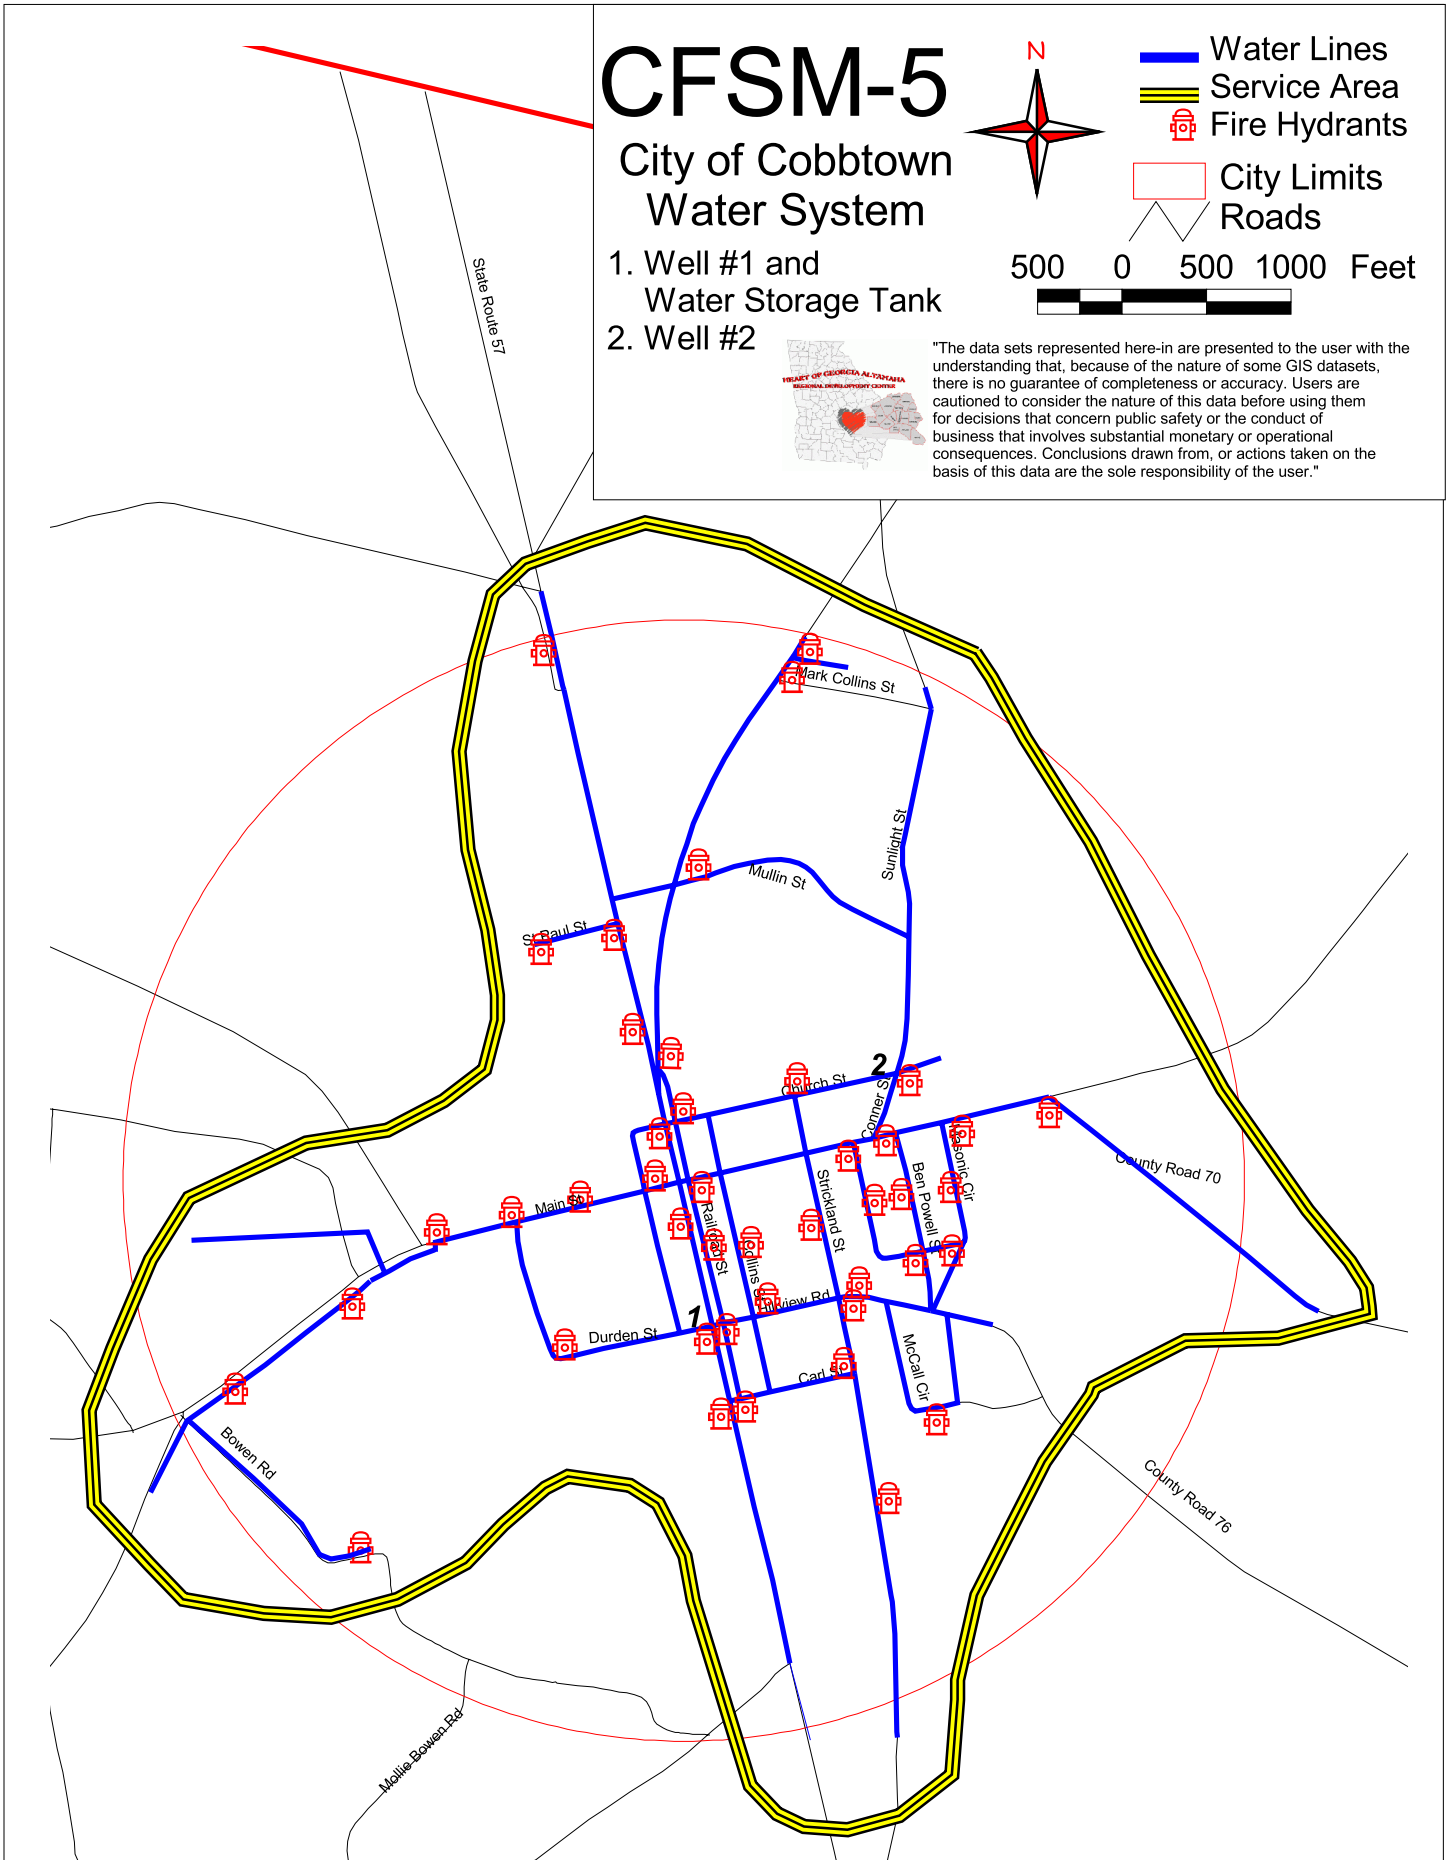 CFSM-5
City of Cobbtown
Water System
1. Well #1 and
Water Storage Tank
2. Well #2
N
Water Lines
Service Area
Fire Hydrants
City Limits
Roads
500 0 500 1000 Feet
HEART OF GEORGIA ALTAMAHA
REGIONAL DEVELOPMENT CENTER
"The data sets represented here-in are presented to the user with the
understanding that, because of the nature of some GIS datasets,
there is no guarantee of completeness or accuracy. Users are
cautioned to consider the nature of this data before using them
for decisions that concern public safety or the conduct of
business that involves substantial monetary or operational
consequences. Conclusions drawn from, or actions taken on the
basis of this data are the sole responsibility of the user."
State Route 57
Mark Collins St
Sunlight St
Mullin St
St Paul St
2
Church St
Conner St
Masonic Cir
County Road 70
Ben Powell St
Main St
Strickland St
Railroad St
Collins St
Hillview Rd
1
Durden St
McCall Cir
Carl St
Bowen Rd
County Road 76
Mollie Bowen Rd